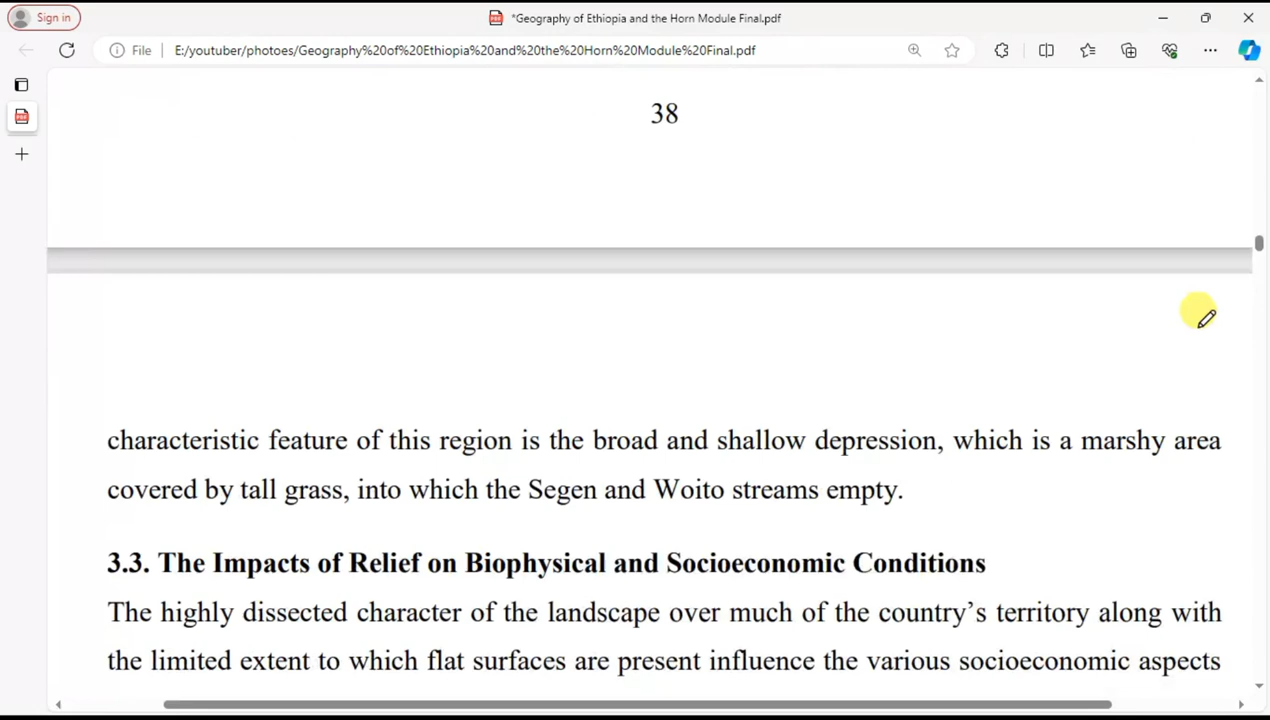 Sign in
*Geography of Ethiopia and the Horn Module Final.pdf
File
E:/youtuber/photoes/Geography%20of%20Ethiopia%20and%20the%20Horn%20Module%20Final.pdf
38
characteristic feature of this region is the broad and shallow depression, which is a marshy area
covered by tall grass, into which the Segen and Woito streams empty.
3.3. The Impacts of Relief on Biophysical and Socioeconomic Conditions
The highly dissected character of the landscape over much of the country’s territory along with
the limited extent to which flat surfaces are present influence the various socioeconomic aspects